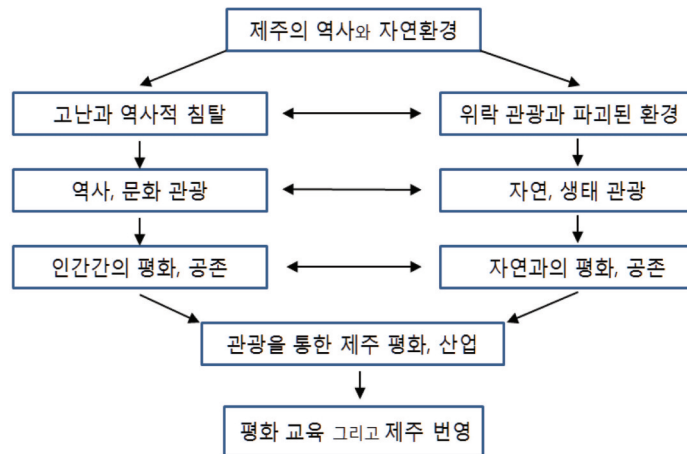 제주의 역사와 자연환경
고난과 역사적 침탈
위락 관광과 파괴된 환경
역사, 문화 관광
자연, 생태 관광
인간간의 평화, 공존
자연과의 평화, 공존
관광을 통한 제주 평화, 산업
평화 교육 그리고 제주 번영